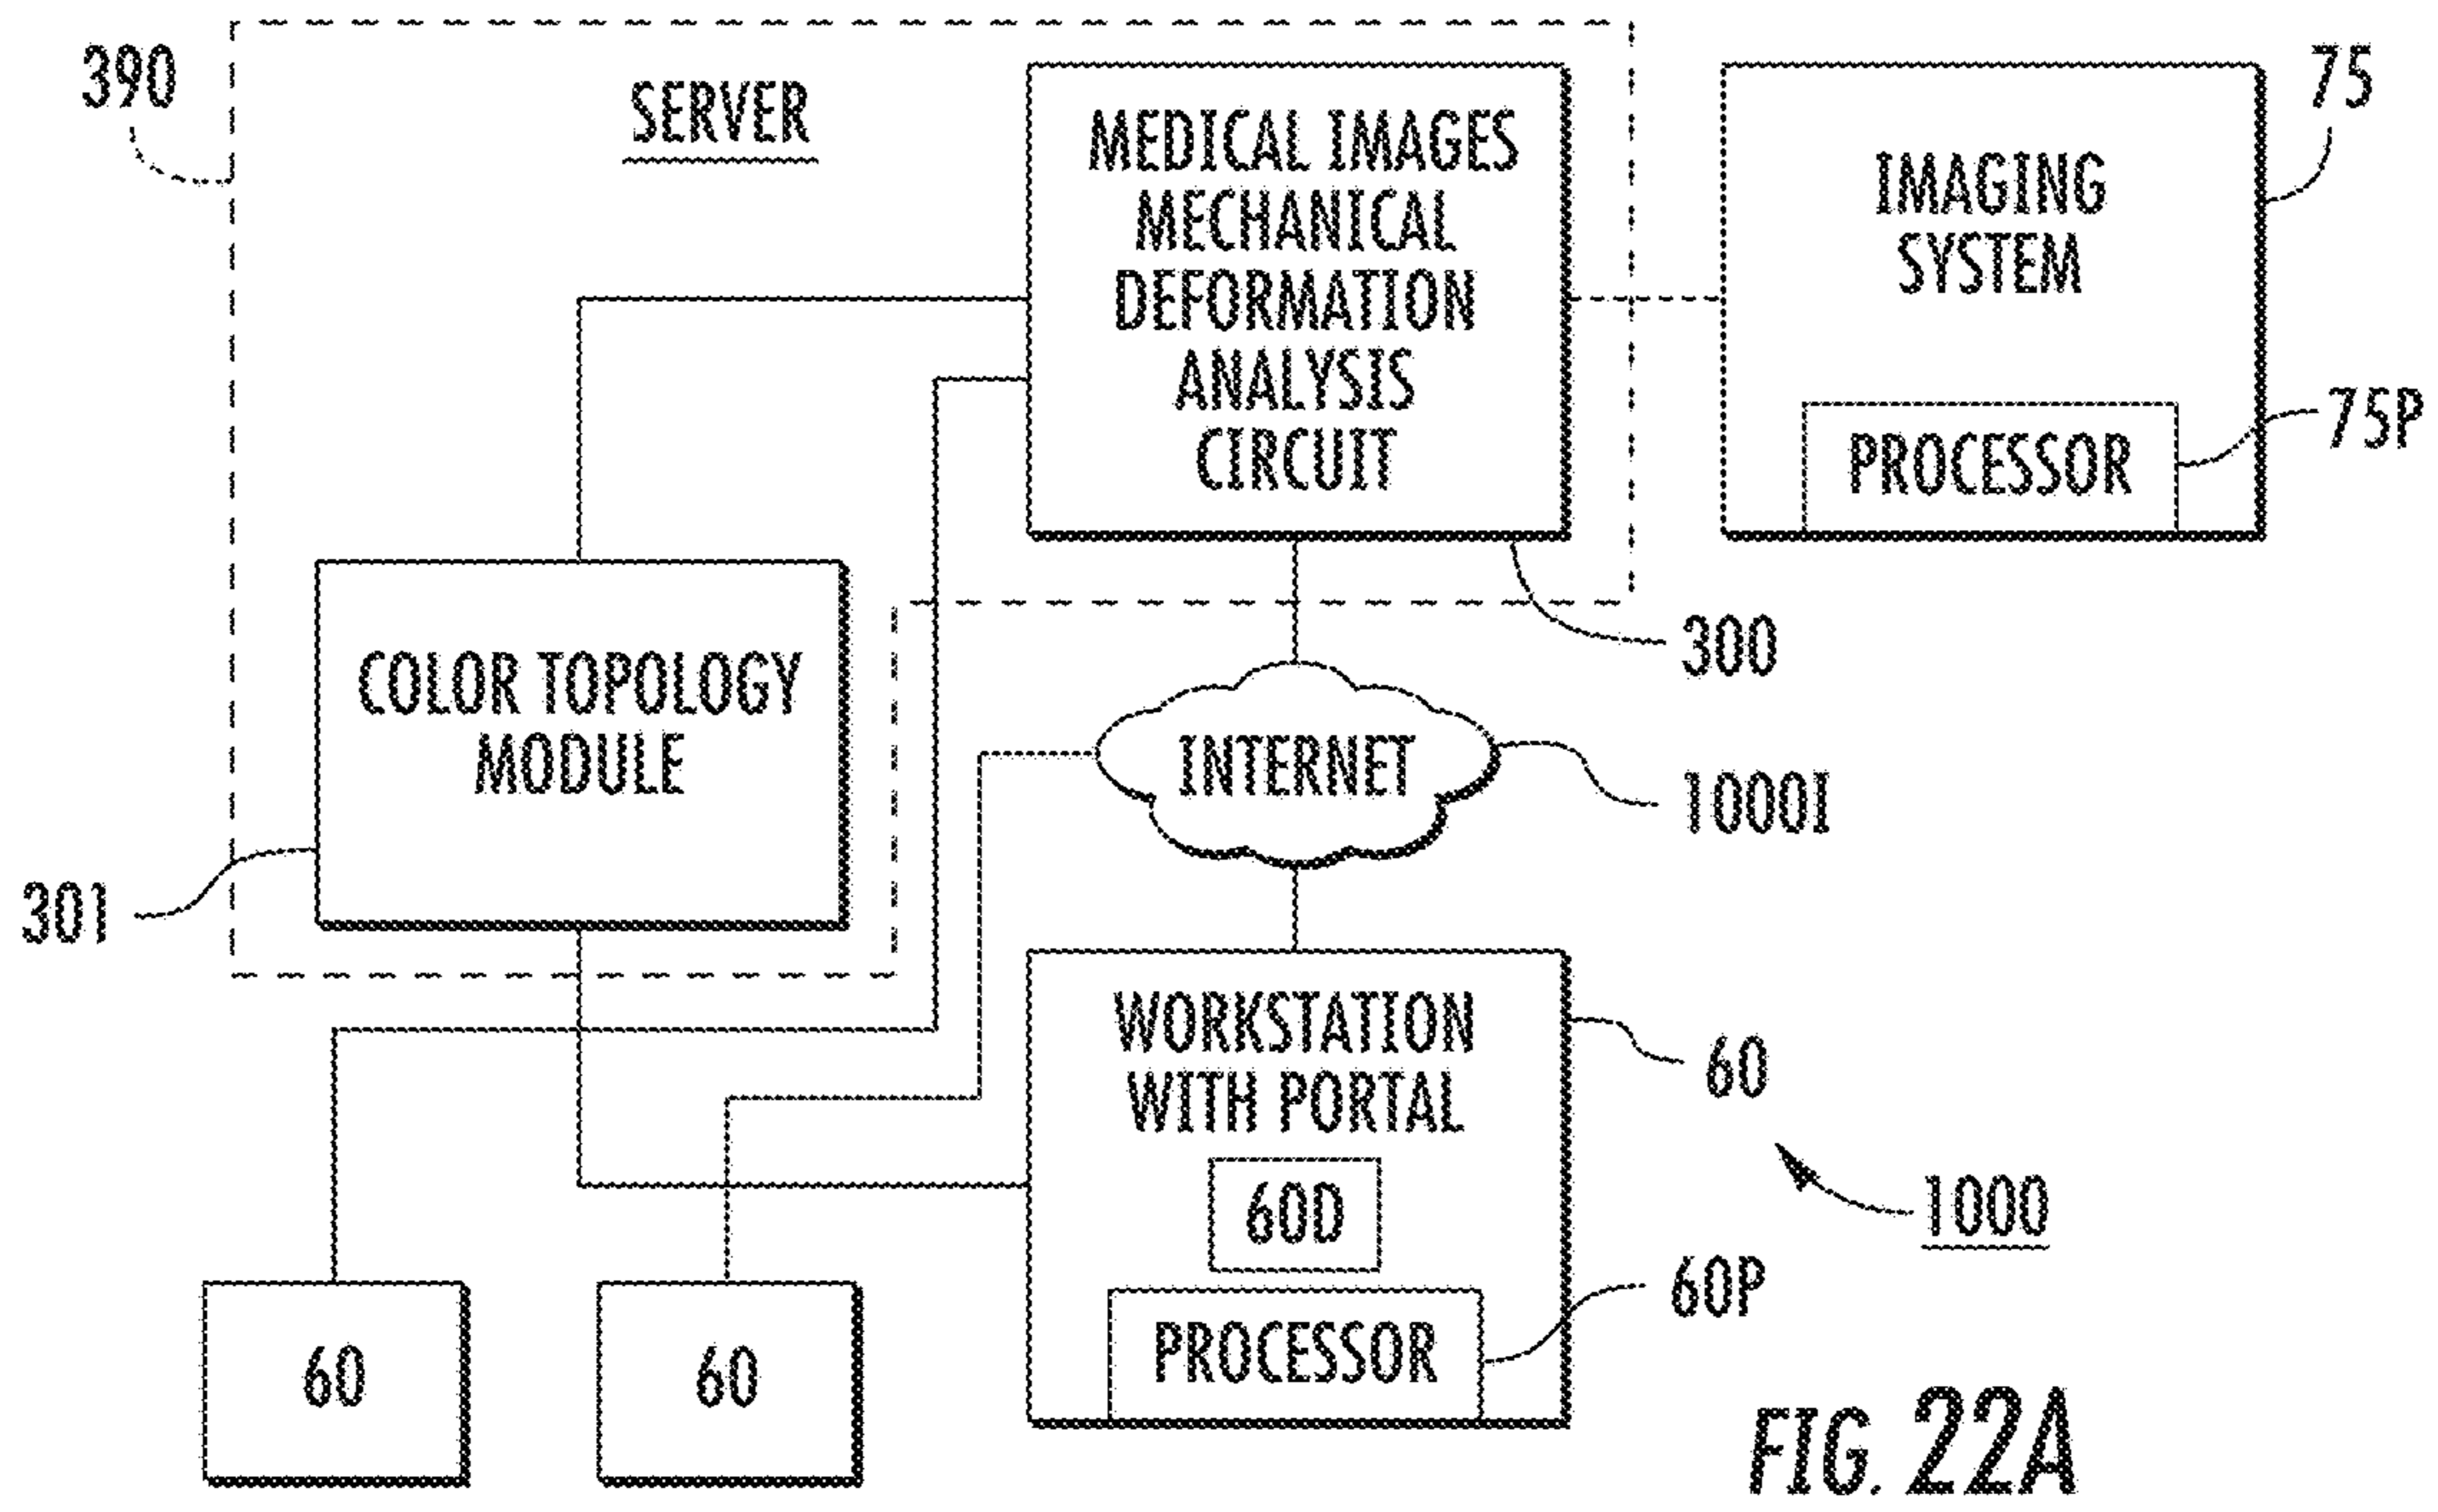 390
SERVER
MEDICAL IMAGES
MECHANICAL
DEFORMATION
ANALYSIS
CIRCUIT
IMAGING
SYSTEM
75
PROCESSOR
75P
300
COLOR TOPOLOGY
MODULE
301
INTERNET
1000I
WORKSTATION
WITH PORTAL
60
60D
1000
PROCESSOR
60P
60
60
FIG. 22A